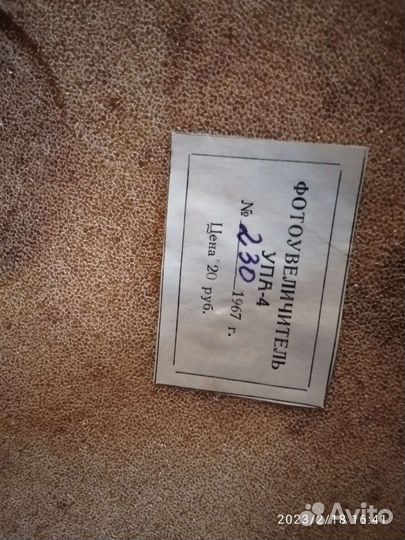 ФОТОУВЕЛИЧИТЕЛЬ
УПА-4
№ 230 1967 г.
Цена 20 руб.
2023/2/18 16:41
Avito